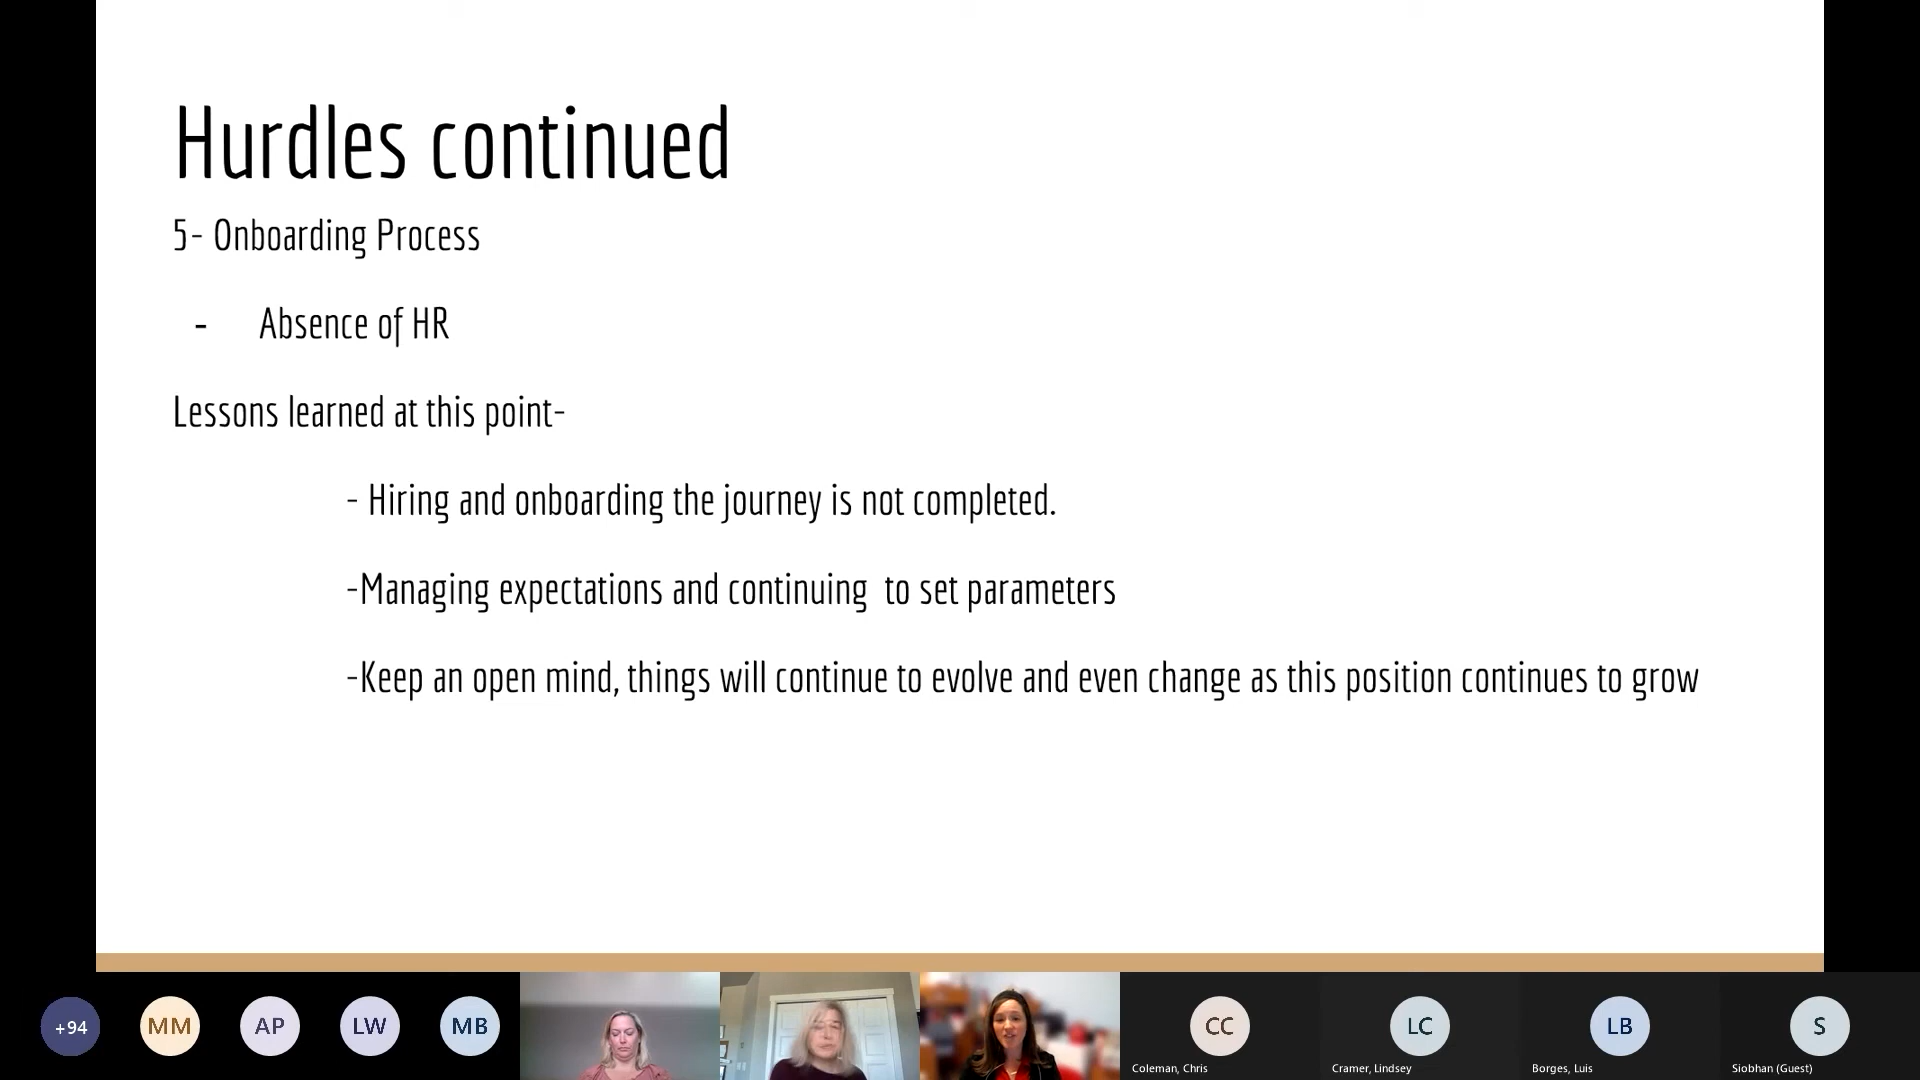 Hurdles continued
5- Onboarding Process
- Absence of HR
Lessons learned at this point-
- Hiring and onboarding the journey is not completed.
-Managing expectations and continuing  to set parameters
-Keep an open mind, things will continue to evolve and even change as this position continues to grow
+94
MM
AP
LW
MB
CC
LC
LB
S
Coleman, Chris
Cramer, Lindsey
Borges, Luis
Siobhan (Guest)